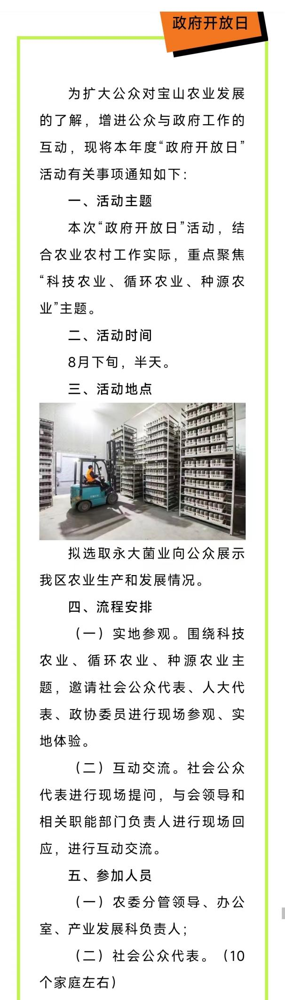 政府开放日
为扩大公众对宝山农业发展
的了解，增进公众与政府工作的
互动，现将本年度“政府开放日”
活动有关事项通知如下：
一、活动主题
本次“政府开放日”活动，结
合农业农村工作实际，重点聚焦
“科技农业、循环农业、种源农
业”主题。
二、活动时间
8月下旬，半天。
三、活动地点
拟选取永大菌业向公众展示
我区农业生产和发展情况。
四、流程安排
（一）实地参观。围绕科技
农业、循环农业、种源农业主
题，邀请社会公众代表、人大代
表、政协委员进行现场参观、实
地体验。
（二）互动交流。社会公众
代表进行现场提问，与会领导和
相关职能部门负责人进行现场回
应，进行互动交流。
五、参加人员
（一）农委分管领导、办公
室、产业发展科负责人；
（二）社会公众代表。（10
个家庭左右）